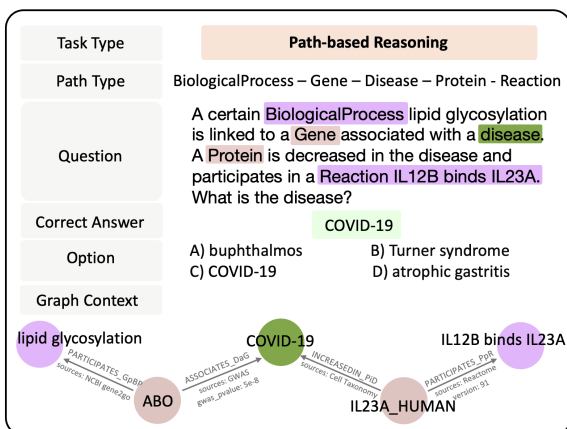 Task Type
Path-based Reasoning
Path Type
BiologicalProcess – Gene – Disease – Protein - Reaction
Question
A certain BiologicalProcess lipid glycosylation
is linked to a Gene associated with a disease.
A Protein is decreased in the disease and
participates in a Reaction IL12B binds IL23A.
What is the disease?
Correct Answer
COVID-19
Option
A) buphthalmos
B) Turner syndrome
C) COVID-19
D) atrophic gastritis
Graph Context
lipid glycosylation
COVID-19
IL12B binds IL23A
PARTICIPATES_GpBP
sources: NCBI gene2go
ASSOCIATES_DaG
sources: GWAS
gwas_pvalue: 5e-8
INCREASEDIN_PID
sources: Cell Taxonomy
PARTICIPATES_PpR
sources: Reactome
version: 91
ABO
IL23A_HUMAN